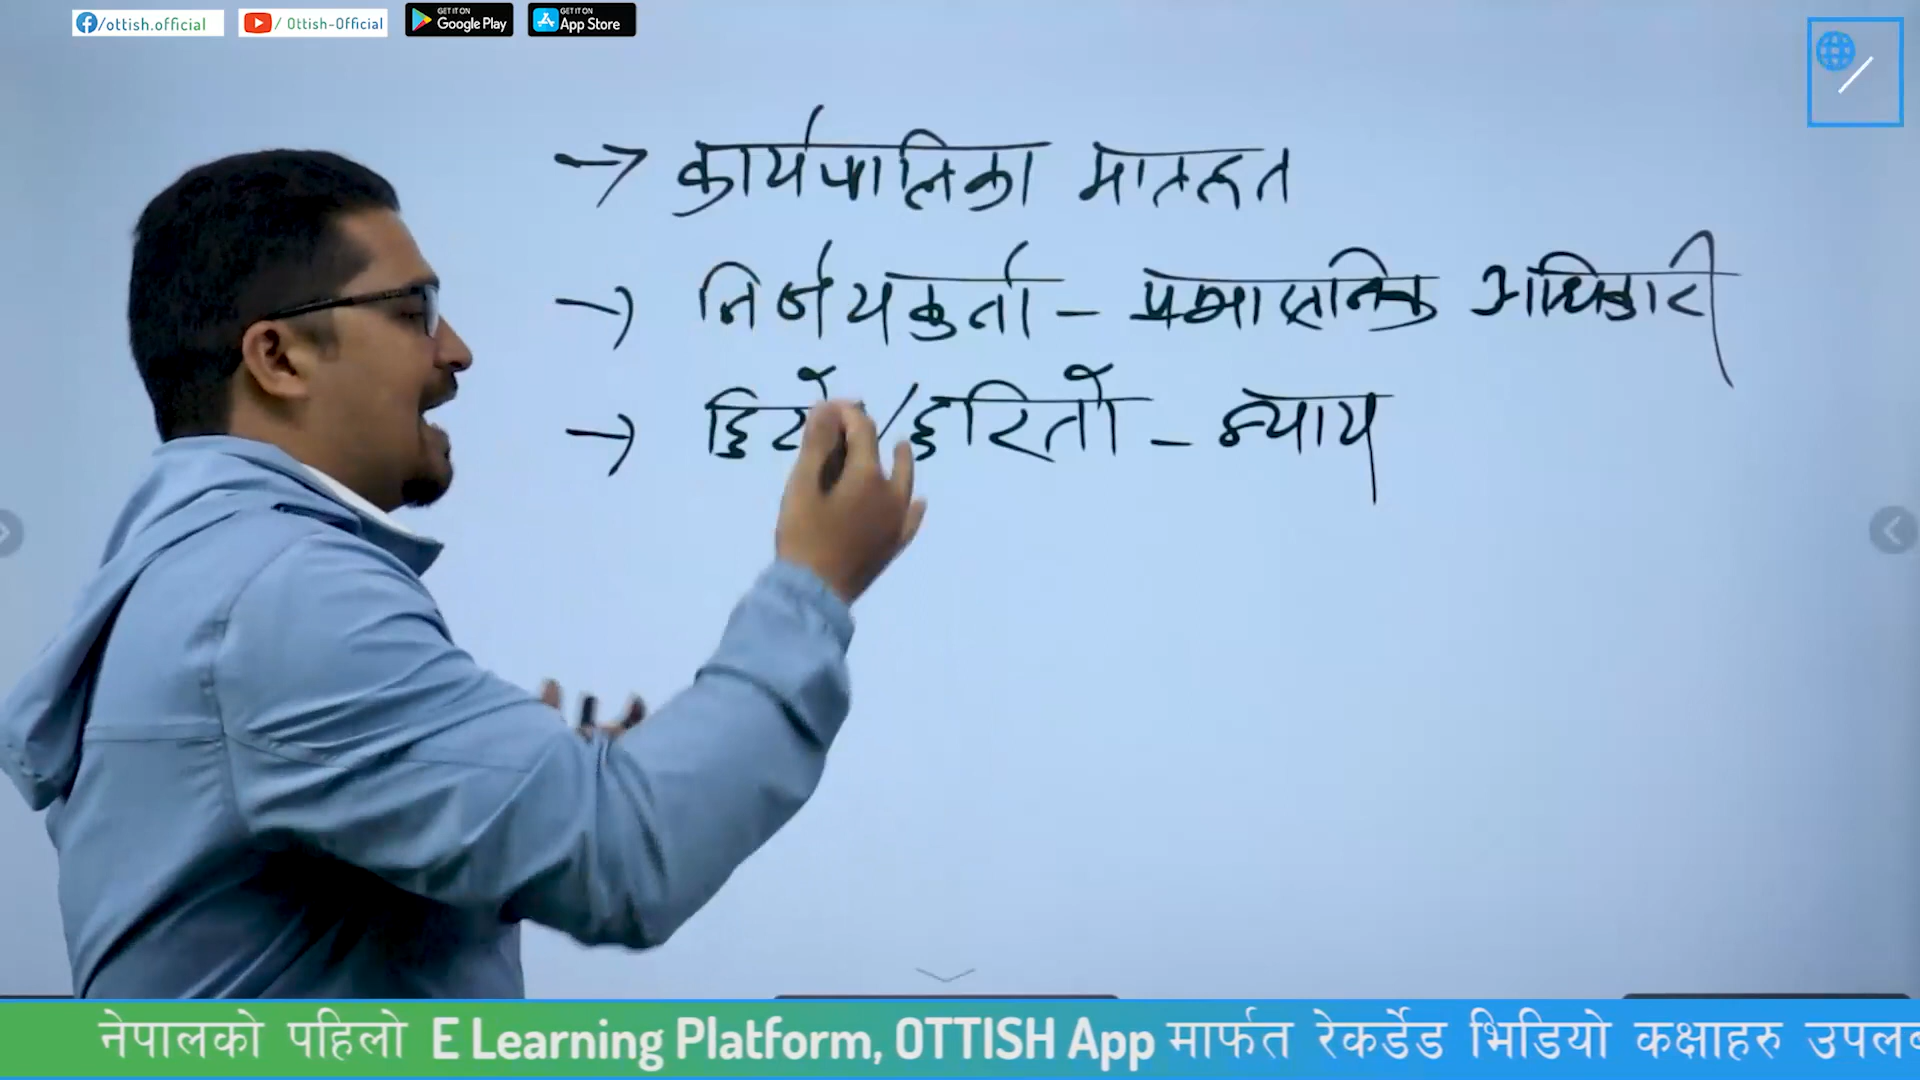 /ottish.official / Ottish-Official GET IT ON Google Play GET IT ON App Store
→ कार्यपालिका मातहत
→ निर्णयकर्ता - प्रशासनिक अधिकारी
→ छिटो/छरितो - न्याय
नेपालको पहिलो E Learning Platform, OTTISH App मार्फत रेकर्डेड भिडियो कक्षाहरु